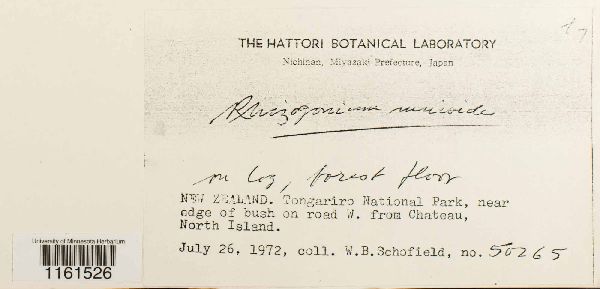 THE HATTORI BOTANICAL LABORATORY
Nichinan, Miyazaki Prefecture, Japan
Rhizogonium
on log, forest floor
NEW ZEALAND. Tongariro National Park, near
edge of bush on road W. from Chateau,
North Island.
July 26, 1972, coll. W.B.Schofield, no. 50265
University of Minnesota Herbarium
1161526